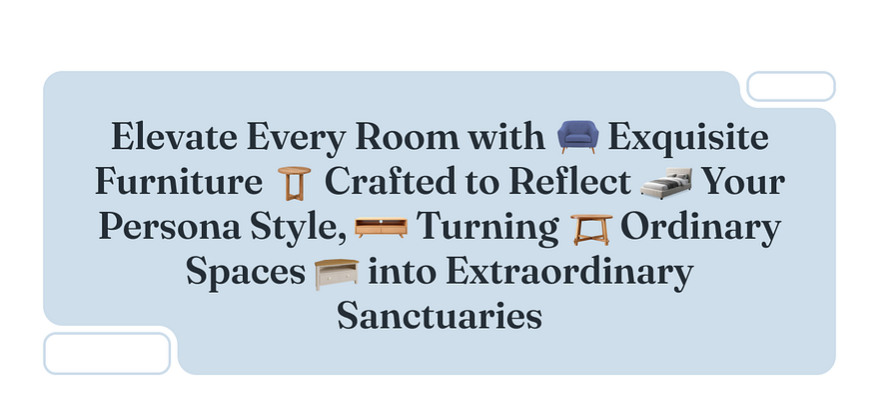 Elevate Every Room with Exquisite
Furniture Crafted to Reflect Your
Persona Style, Turning Ordinary
Spaces into Extraordinary
Sanctuaries